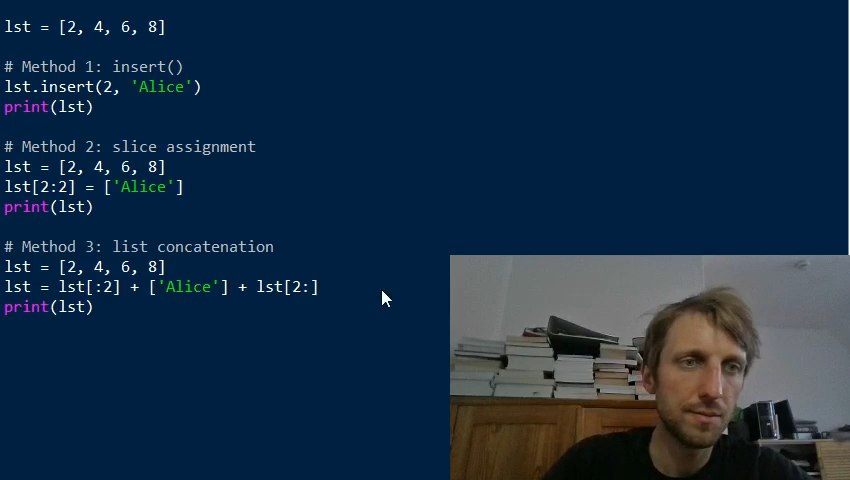 lst = [2, 4, 6, 8]
# Method 1: insert()
lst.insert(2, 'Alice')
print(lst)
# Method 2: slice assignment
lst = [2, 4, 6, 8]
lst[2:2] = ['Alice']
print(lst)
# Method 3: list concatenation
lst = [2, 4, 6, 8]
lst = lst[:2] + ['Alice'] + lst[2:]
print(lst)